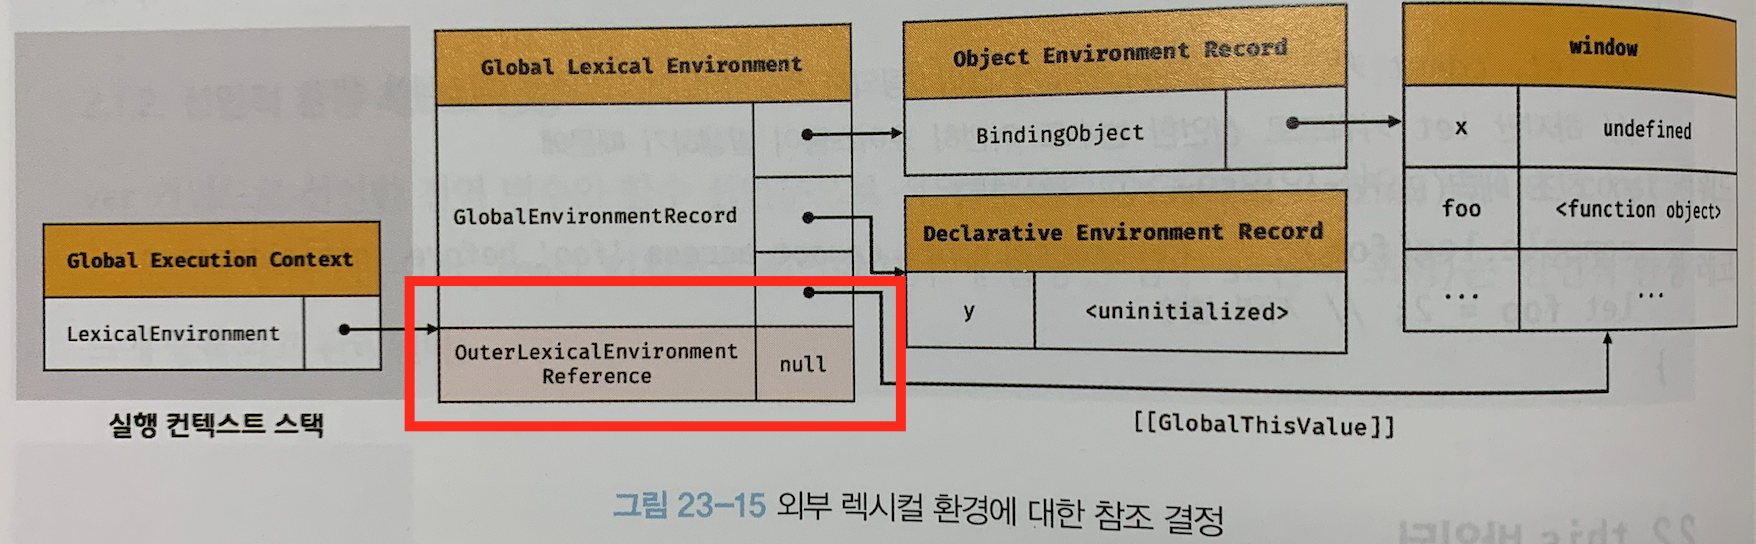 Global Execution Context
LexicalEnvironment
실행 컨텍스트 스택
Global Lexical Environment
GlobalEnvironmentRecord
OuterLexicalEnvironment
Reference
null
Object Environment Record
BindingObject
Declarative Environment Record
y
<uninitialized>
window
x
undefined
foo
<function object>
...
...
[[GlobalThisValue]]
그림 23-15 외부 렉시컬 환경에 대한 참조 결정